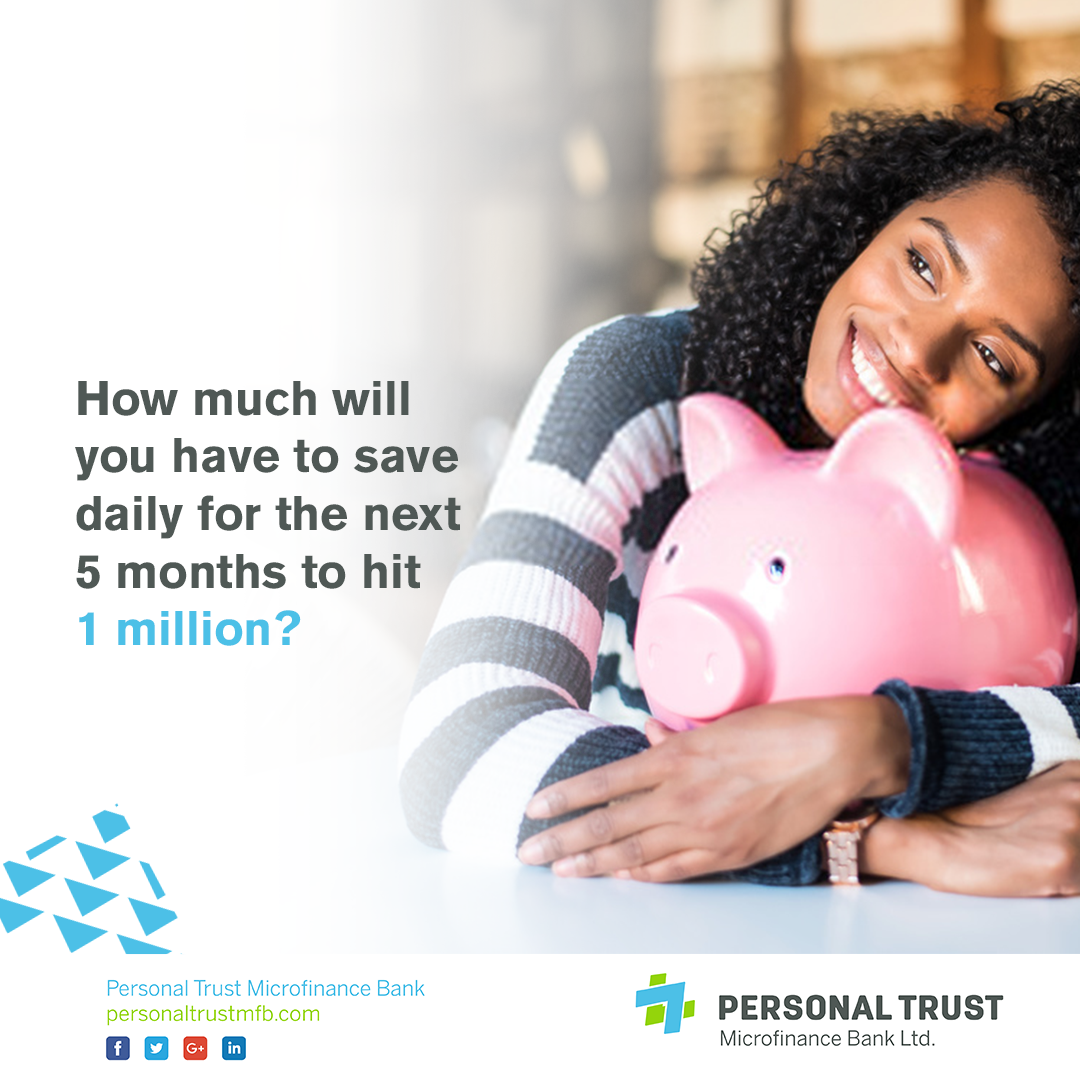 How much will
you have to save
daily for the next
5 months to hit
1 million?
Personal Trust Microfinance Bank
personaltrustmfb.com
f G+ in
PERSONAL TRUST
Microfinance Bank Ltd.